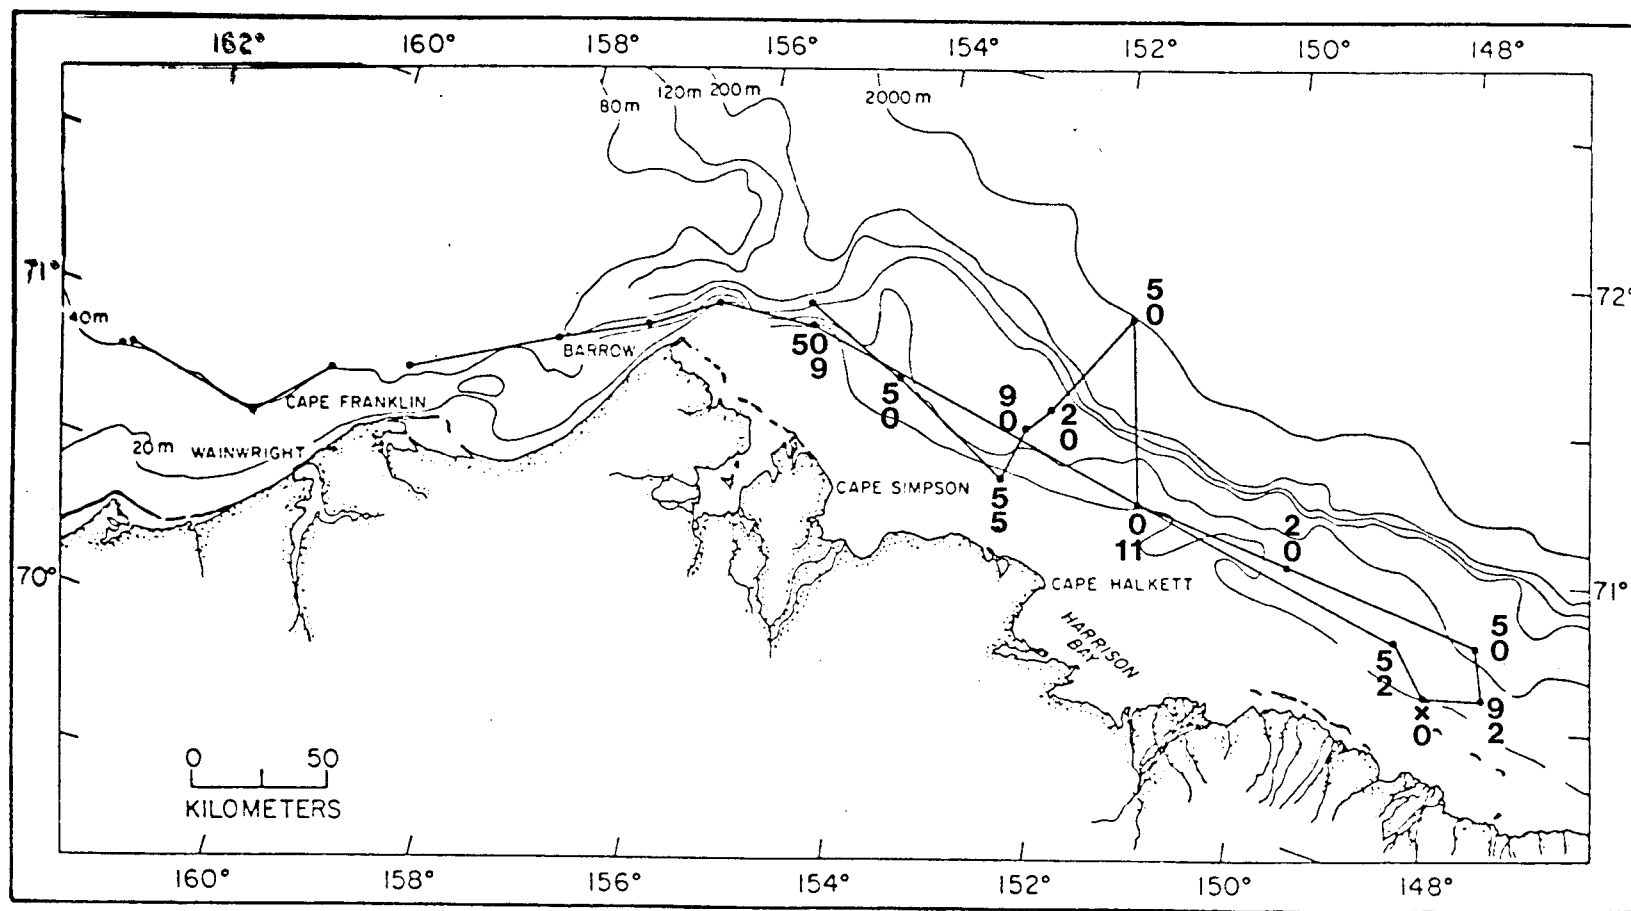 162° 160° 158° 156° 154° 152° 150° 148°
80m 120m 200m 2000m
71°
72°
40m
5
0
BARROW
50
9
5
0
9
0
2
0
CAPE FRANKLIN
20m
WAINWRIGHT
CAPE SIMPSON
5
5
0
11
2
0
70°
CAPE HALKETT
71°
HARRISON
BAY
5
0
5
2
x
0
9
2
0 50
KILOMETERS
160° 158° 156° 154° 152° 150° 148°